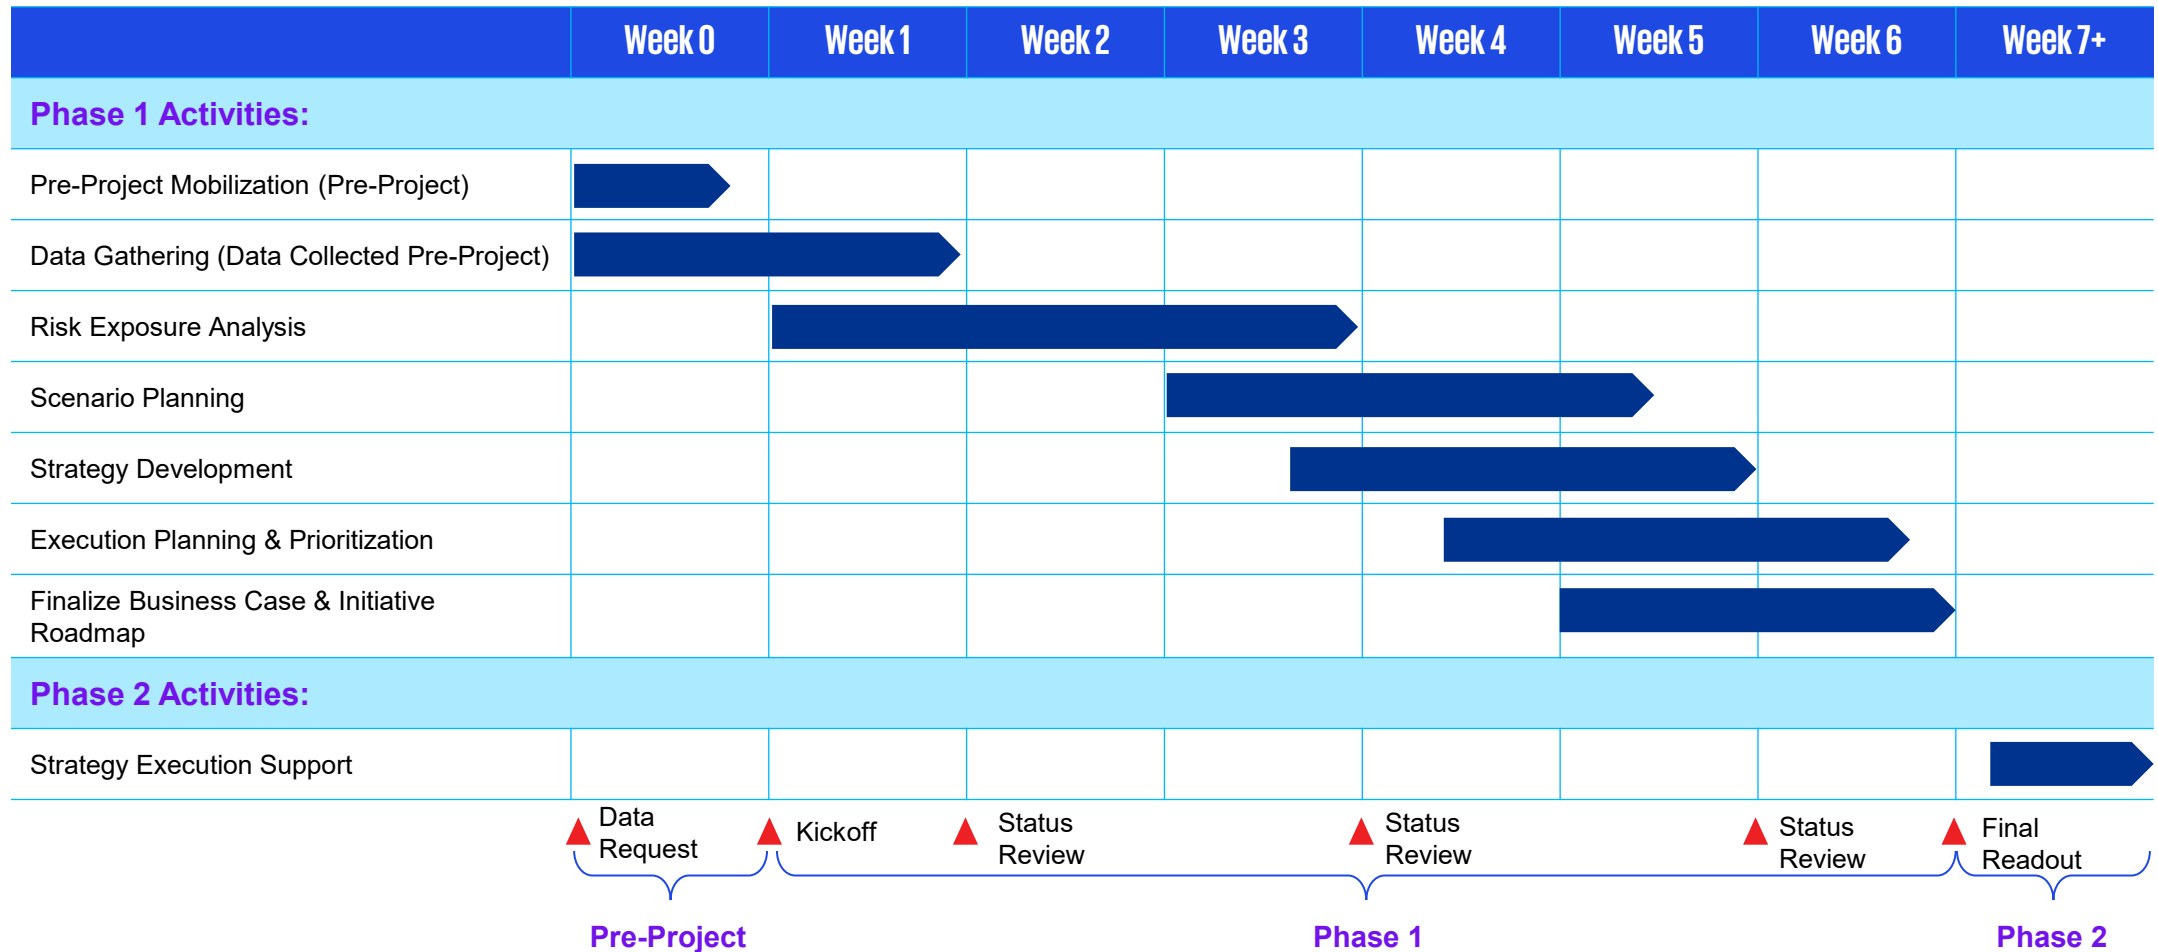 Week 0 Week 1 Week 2 Week 3 Week 4 Week 5 Week 6 Week 7+
Phase 1 Activities:
Pre-Project Mobilization (Pre-Project)
Data Gathering (Data Collected Pre-Project)
Risk Exposure Analysis
Scenario Planning
Strategy Development
Execution Planning & Prioritization
Finalize Business Case & Initiative
Roadmap
Phase 2 Activities:
Strategy Execution Support
Data
Request
Kickoff
Status
Review
Status
Review
Status
Review
Final
Readout
Pre-Project
Phase 1
Phase 2